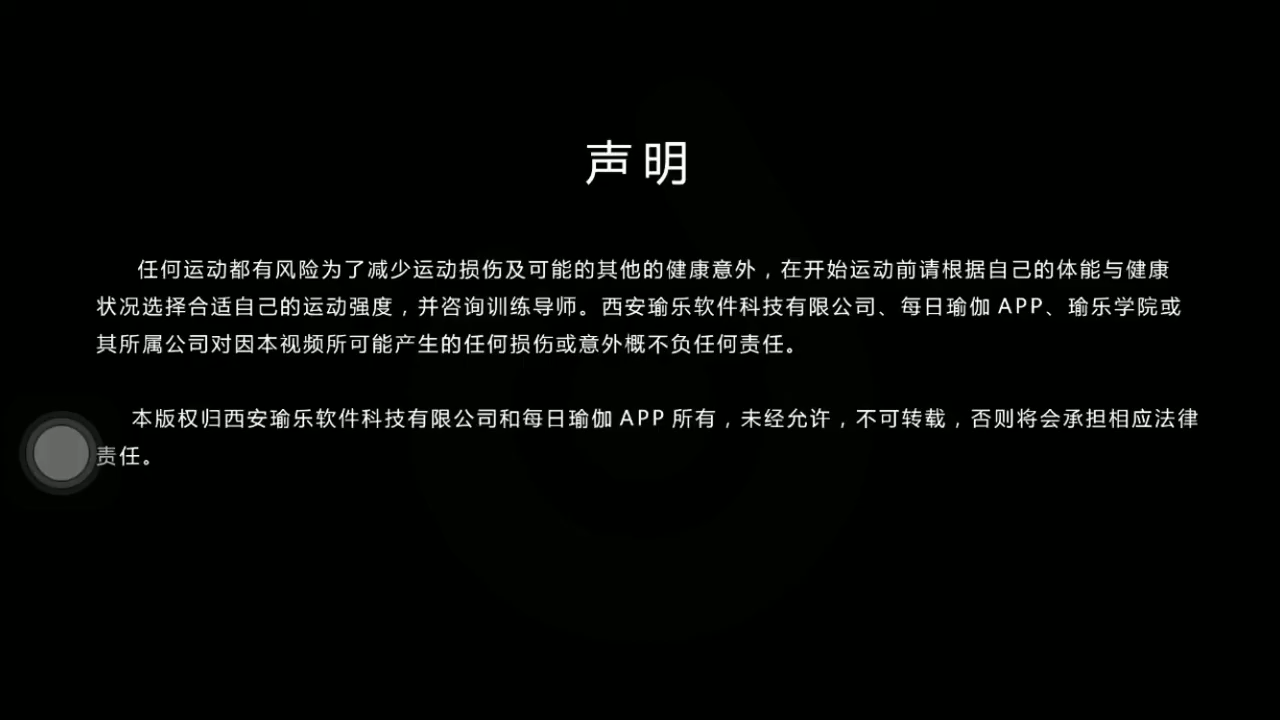 声明
任何运动都有风险为了减少运动损伤及可能的其他的健康意外，在开始运动前请根据自己的体能与健康
状况选择合适自己的运动强度，并咨询训练导师。西安瑜乐软件科技有限公司、每日瑜伽 APP、瑜乐学院或
其所属公司对因本视频所可能产生的任何损伤或意外概不负任何责任。
本版权归西安瑜乐软件科技有限公司和每日瑜伽 APP 所有，未经允许，不可转载，否则将会承担相应法律
责任。